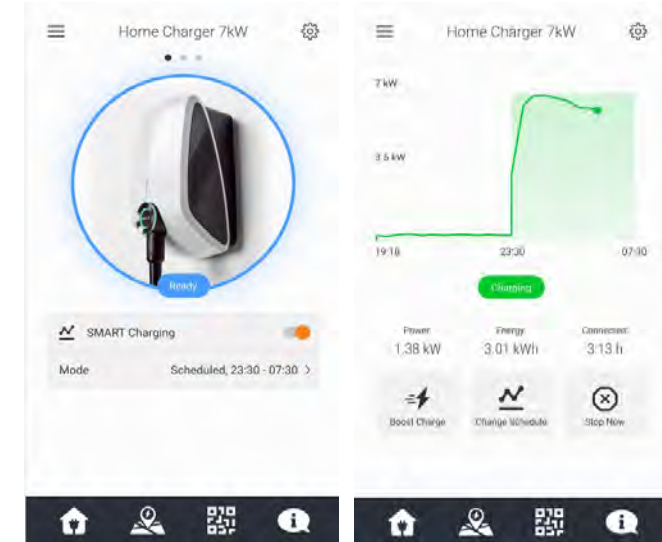 Home Charger 7kW
Ready
SMART Charging
Mode Scheduled, 23:30 - 07:30 >
Home Charger 7kW
7 kW
3.5 kW
19:18 23:30 07:30
Charging
Power Energy Connected
1.38 kW 3.01 kWh 3:13 h
Boost Charge Change Schedule Stop Now